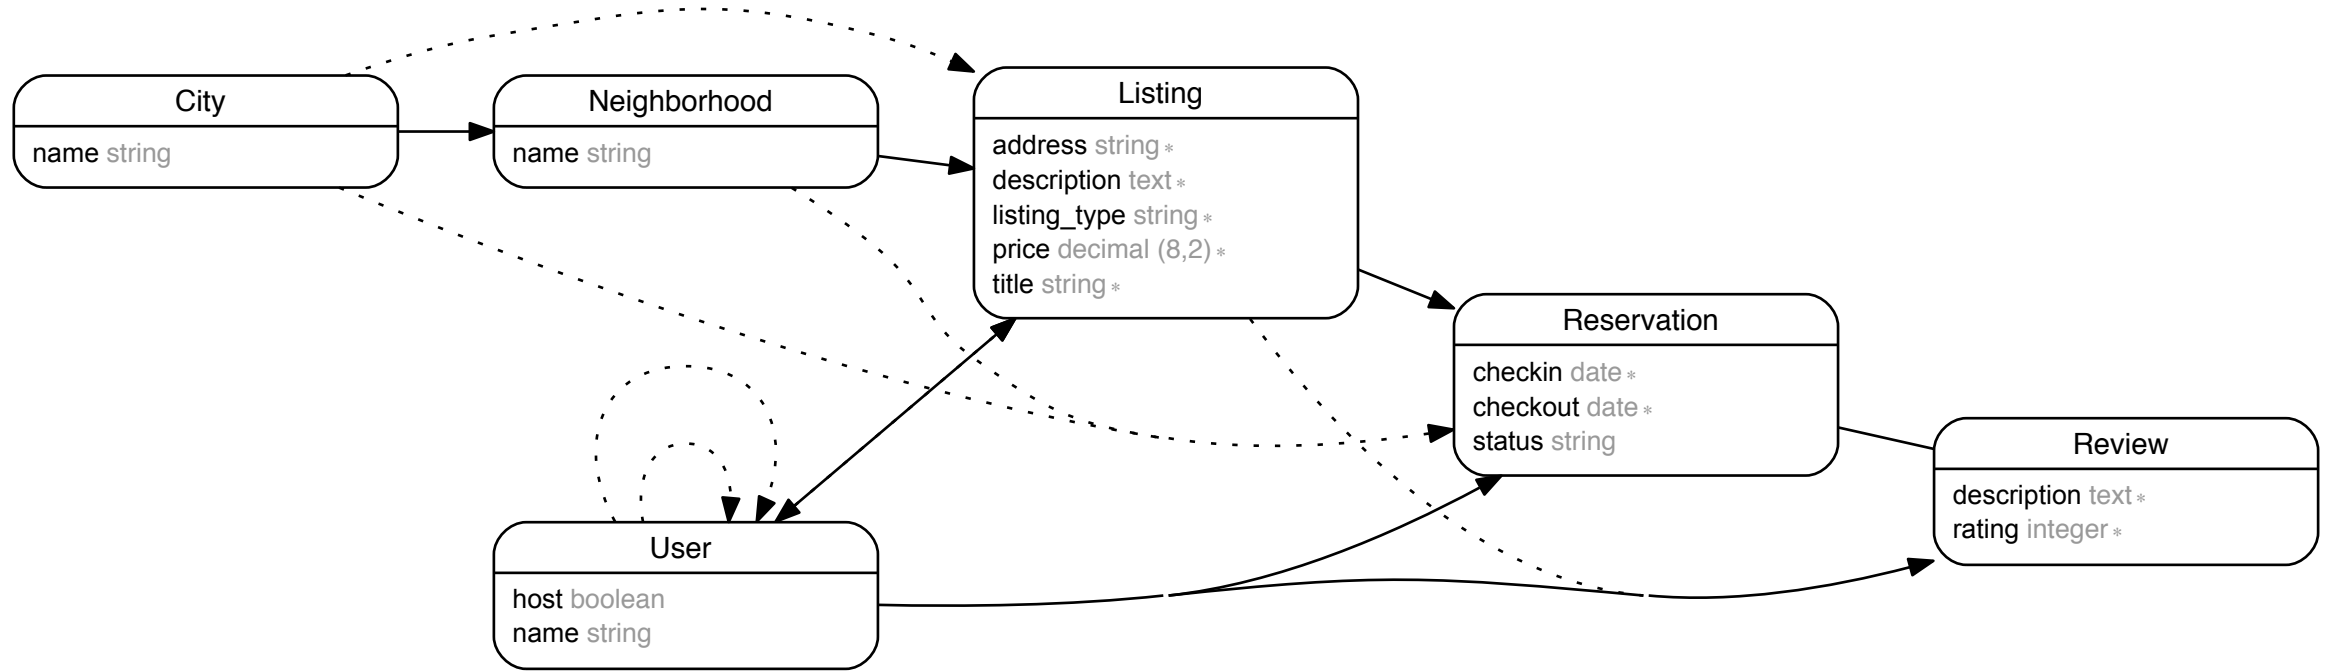 City
name string
Neighborhood
name string
Listing
address string *
description text *
listing_type string *
price decimal (8,2) *
title string *
Reservation
checkin date *
checkout date *
status string
Review
description text *
rating integer *
User
host boolean
name string